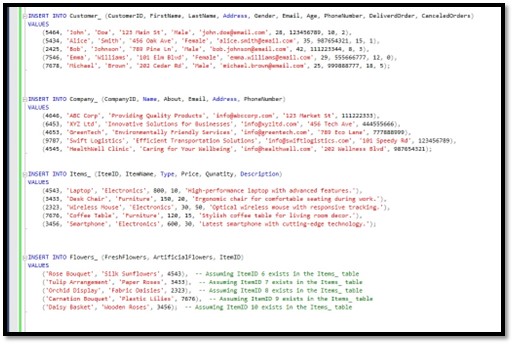 INSERT INTO Customer_ (CustomerID, FirstName, LastName, Address, Gender, Email, Age, PhoneNumber, DeliverdOrder, CanceledOrders)
VALUES
(5464, 'John', 'Doe', '123 Main St', 'Male', 'john.doe@email.com', 28, 123456789, 10, 2),
(5434, 'Alice', 'Smith', '456 Oak Ave', 'Female', 'alice.smith@email.com', 35, 987654321, 15, 1),
(2425, 'Bob', 'Johnson', '789 Pine Ln', 'Male', 'bob.johnson@email.com', 42, 111223344, 8, 3),
(7546, 'Emma', 'Williams', '101 Elm Blvd', 'Female', 'emma.williams@email.com', 29, 555666777, 12, 0),
(7678, 'Michael', 'Brown', '202 Cedar Rd', 'Male', 'michael.brown@email.com', 25, 999888777, 18, 5);
INSERT INTO Company_ (CompanyID, Name, About, Email, Address, PhoneNumber)
VALUES
(4646, 'ABC Corp', 'Providing Quality Products', 'info@abccorp.com', '123 Market St', 111222333),
(6453, 'XYZ Ltd', 'Innovative Solutions for Businesses', 'info@xyzltd.com', '456 Tech Ave', 444555666),
(4653, 'GreenTech', 'Environmentally Friendly Services', 'info@greentech.com', '789 Eco Lane', 777888999),
(9787, 'Swift Logistics', 'Efficient Transportation Solutions', 'info@swiftlogistics.com', '101 Speedy Rd', 123456789),
(4545, 'HealthWell Clinic', 'Caring for Your Wellbeing', 'info@healthwell.com', '202 Wellness Blvd', 987654321);
INSERT INTO Items_ (ItemID, ItemName, Type, Price, Qunatity, Description)
VALUES
(4543, 'Laptop', 'Electronics', 800, 10, 'High-performance laptop with advanced features.'),
(3433, 'Desk Chair', 'Furniture', 150, 20, 'Ergonomic chair for comfortable seating during work.'),
(2323, 'Wireless Mouse', 'Electronics', 30, 50, 'Optical wireless mouse with responsive tracking.'),
(7676, 'Coffee Table', 'Furniture', 120, 15, 'Stylish coffee table for living room decor.'),
(3456, 'Smartphone', 'Electronics', 600, 30, 'Latest smartphone with cutting-edge technology.');
INSERT INTO Flowers_ (FreshFlowers, ArtificialFlowers, ItemID)
VALUES
('Rose Bouquet', 'Silk Sunflowers', 4543), -- Assuming ItemID 6 exists in the Items_ table
('Tulip Arrangement', 'Paper Roses', 3433), -- Assuming ItemID 7 exists in the Items_ table
('Orchid Display', 'Fabric Daisies', 2323), -- Assuming ItemID 8 exists in the Items_ table
('Carnation Bouquet', 'Plastic Lilies', 7676), -- Assuming ItemID 9 exists in the Items_ table
('Daisy Basket', 'Wooden Roses', 3456); -- Assuming ItemID 10 exists in the Items_ table